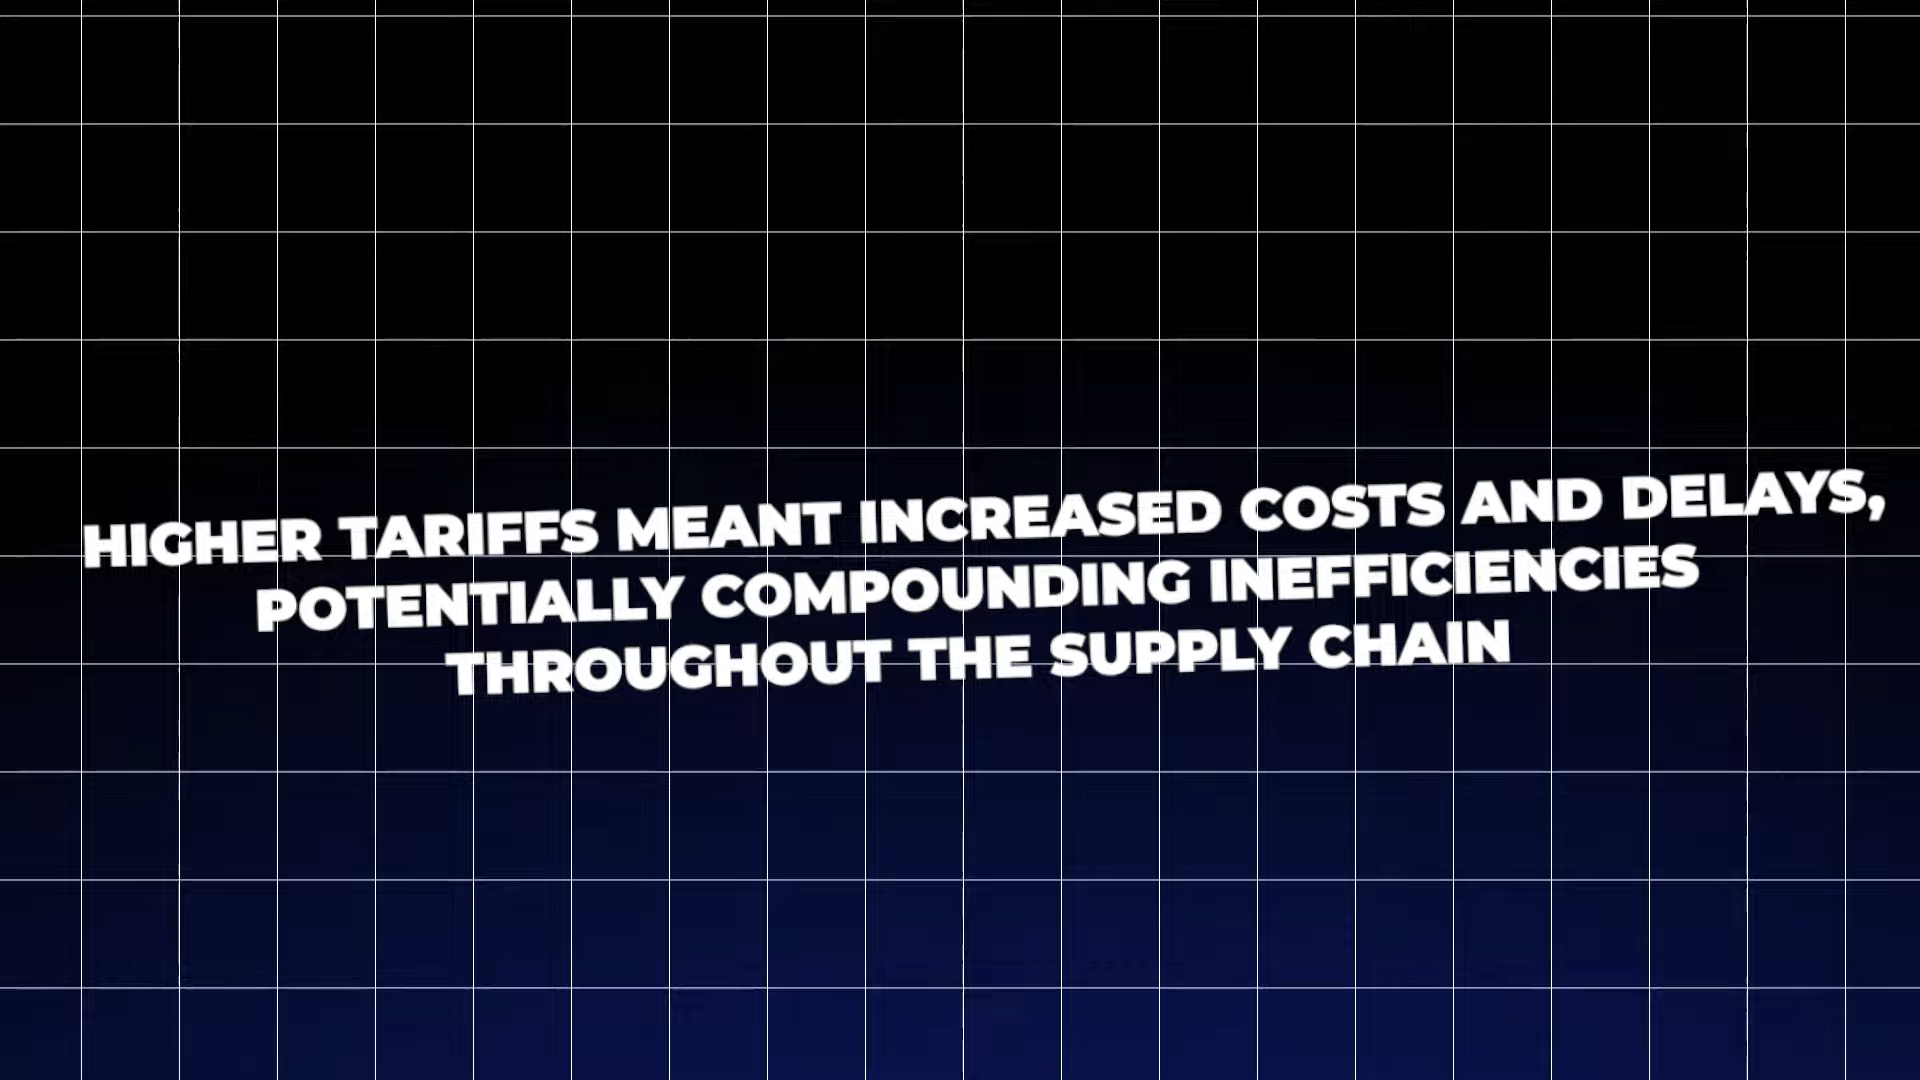 HIGHER TARIFFS MEANT INCREASED COSTS AND DELAYS,
POTENTIALLY COMPOUNDING INEFFICIENCIES
THROUGHOUT THE SUPPLY CHAIN